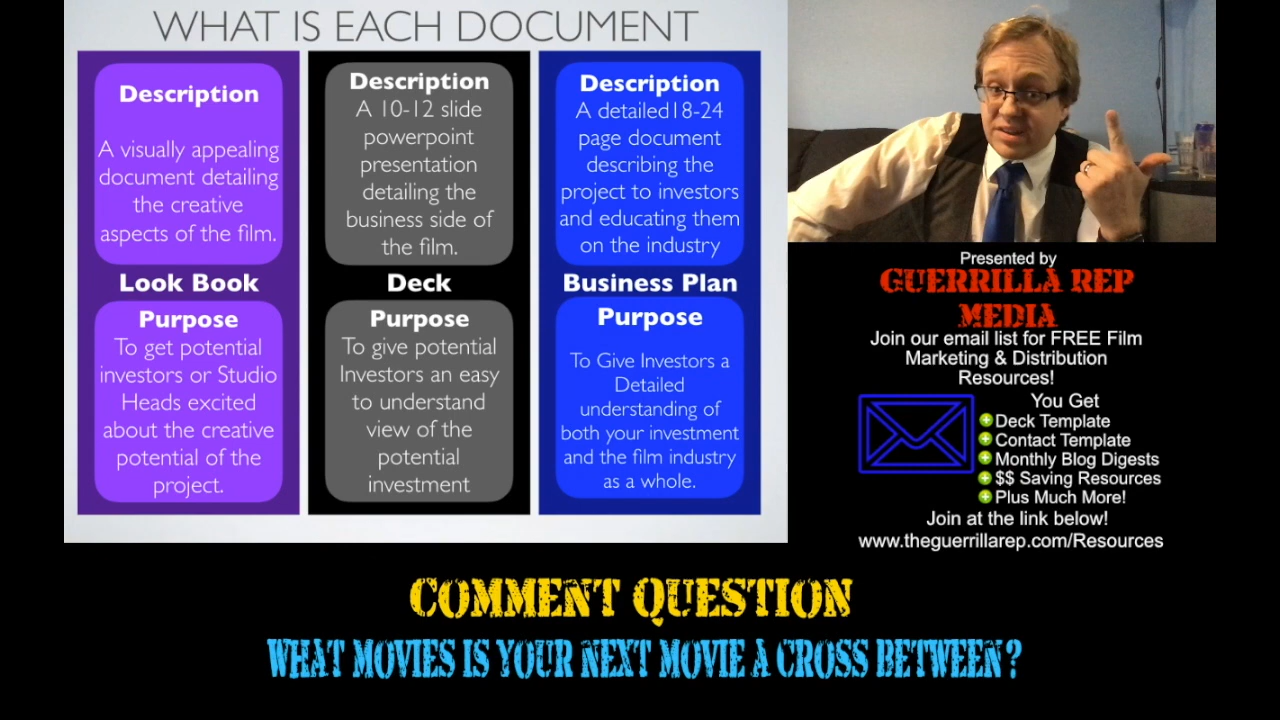 WHAT IS EACH DOCUMENT
Description
A visually appealing
document detailing
the creative
aspects of the film.
Look Book
Purpose
To get potential
investors or Studio
Heads excited
about the creative
potential of the
project.
Description
A 10-12 slide
powerpoint
presentation
detailing the
business side of
the film.
Deck
Purpose
To give potential
Investors an easy
to understand
view of the
potential
investment
Description
A detailed18-24
page document
describing the
project to investors
and educating them
on the industry
Business Plan
Purpose
To Give Investors a
Detailed
understanding of
both your investment
and the film industry
as a whole.
Presented by
GUERRILLA REP
MEDIA
Join our email list for FREE Film
Marketing & Distribution
Resources!
You Get
Deck Template
Contact Template
Monthly Blog Digests
$$ Saving Resources
Plus Much More!
Join at the link below!
www.theguerrillarep.com/Resources
COMMENT QUESTION
WHAT MOVIES IS YOUR NEXT MOVIE A CROSS BETWEEN?